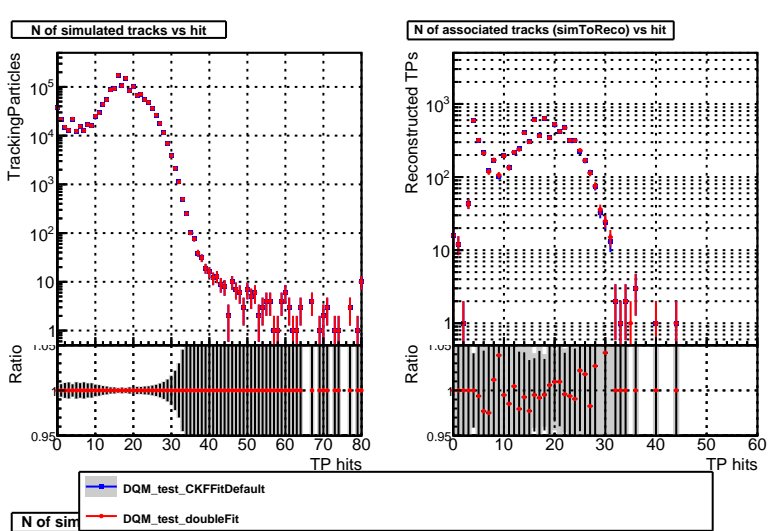 N of simulated tracks vs hit
TrackingParticles
10^5
10^4
10^3
10^2
10
1
Ratio
1.05
1
0.95
0 10 20 30 40 50 60 70 80
TP hits
N of associated tracks (simToReco) vs hit
Reconstructed TPs
10^3
10^2
10
1
Ratio
1.05
1
0.95
0 10 20 30 40 50 60
TP hits
DQM_test_CKFFitDefault
DQM_test_doubleFit
N of sim